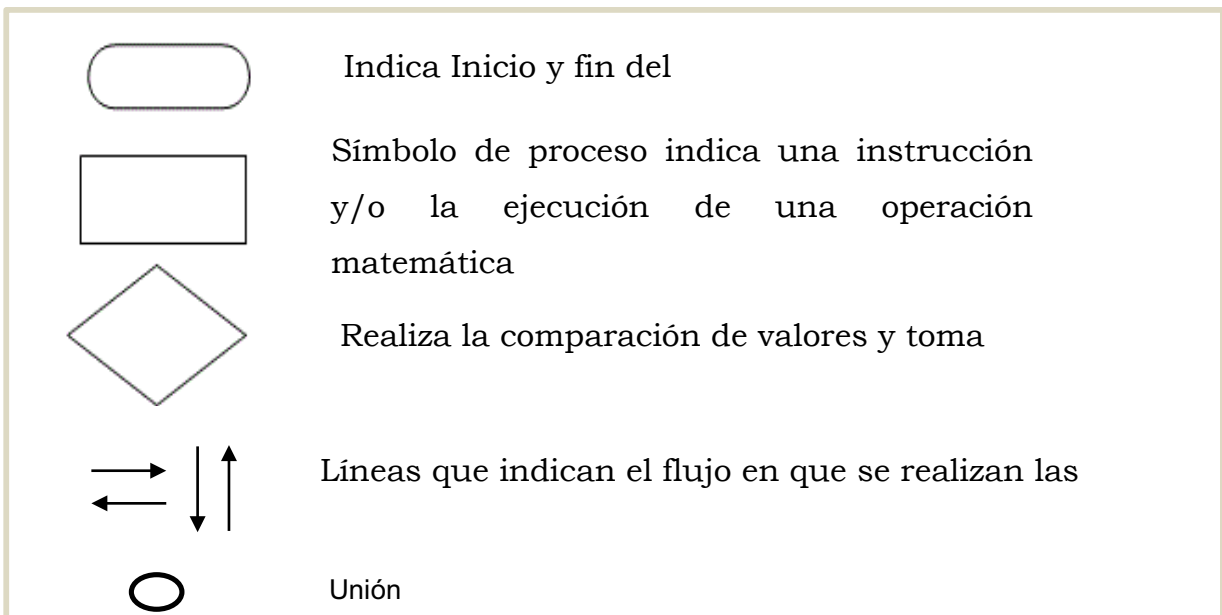 Indica Inicio y fin del
Símbolo de proceso indica una instrucción
y/o la ejecución de una operación
matemática
Realiza la comparación de valores y toma
Líneas que indican el flujo en que se realizan las
Unión